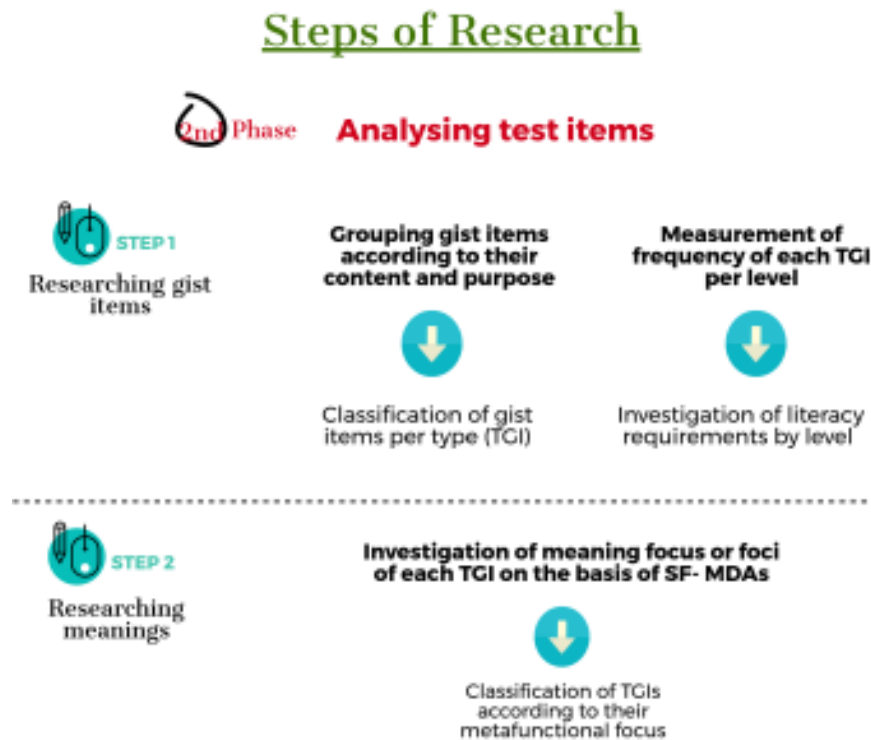 Steps of Research
2nd Phase
Analysing test items
STEP 1
Researching gist
items
Grouping gist items
according to their
content and purpose
Classification of gist
items per type (TGI)
Measurement of
frequency of each TGI
per level
Investigation of literacy
requirements by level
STEP 2
Researching
meanings
Investigation of meaning focus or foci
of each TGI on the basis of SF- MDAs
Classification of TGIs
according to their
metafunctional focus